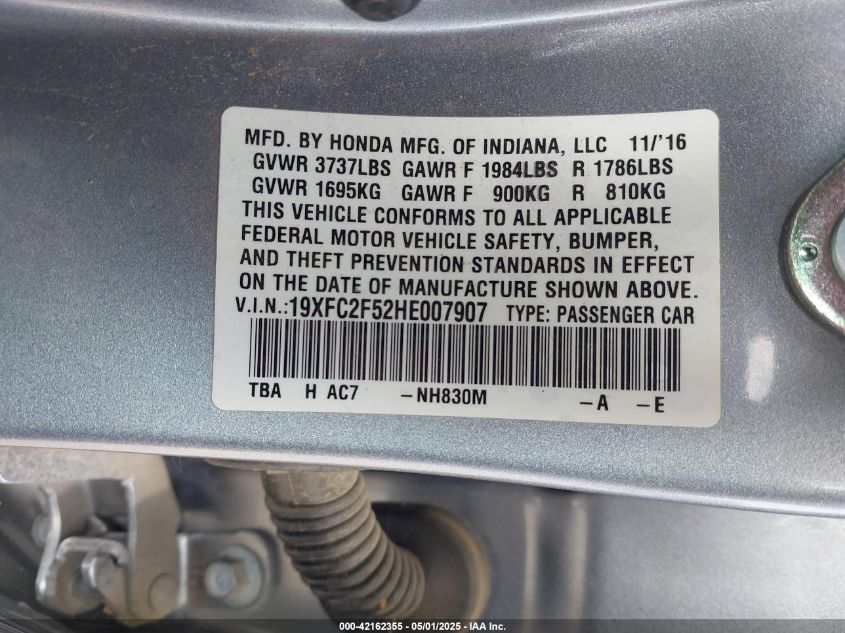 MFD. BY HONDA MFG. OF INDIANA, LLC 11/'16
GVWR 3737LBS GAWR F 1984LBS R 1786LBS
GVWR 1695KG GAWR F 900KG R 810KG
THIS VEHICLE CONFORMS TO ALL APPLICABLE
FEDERAL MOTOR VEHICLE SAFETY, BUMPER,
AND THEFT PREVENTION STANDARDS IN EFFECT
ON THE DATE OF MANUFACTURE SHOWN ABOVE.
V.I.N.:19XFC2F52HE007907 TYPE: PASSENGER CAR
TBA H AC7 -NH830M -A -E
000-42162355 - 05/01/2025 - IAA Inc.